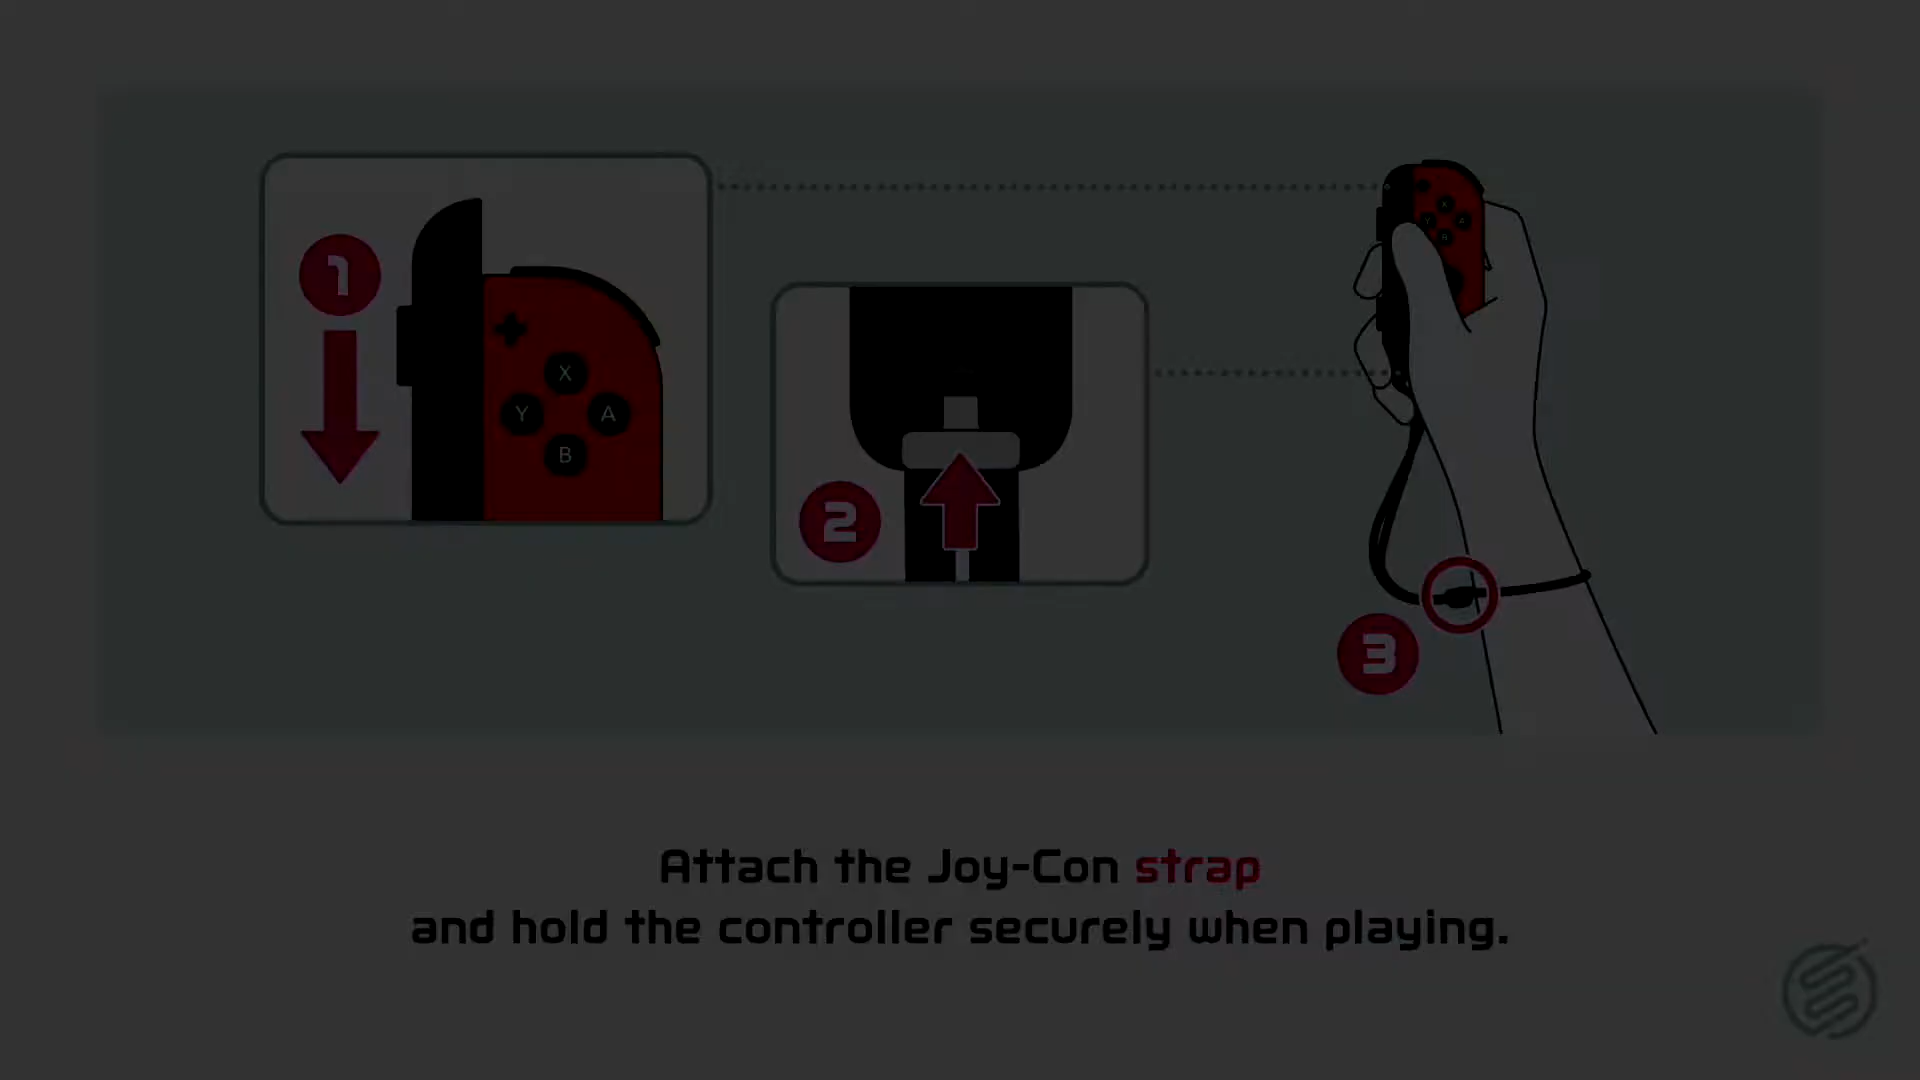 1
X
Y
A
B
2
X
Y
A
B
3
Attach the Joy-Con strap
and hold the controller securely when playing.